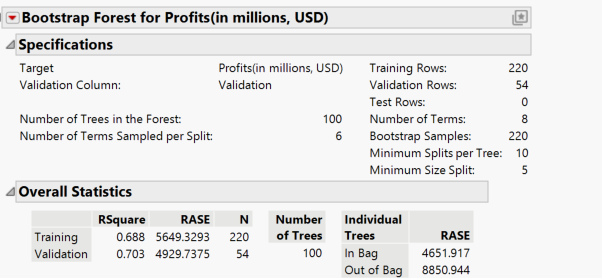 Bootstrap Forest for Profits(in millions, USD)
Specifications
Target Profits(in millions, USD) Training Rows: 220
Validation Column: Validation Validation Rows: 54
Test Rows: 0
Number of Trees in the Forest: 100 Number of Terms: 8
Number of Terms Sampled per Split: 6 Bootstrap Samples: 220
Minimum Splits per Tree: 10
Minimum Size Split: 5
Overall Statistics
RSquare RASE N Number of Trees Individual Trees RASE
Training 0.688 5649.3293 220 100 In Bag 4651.917
Validation 0.703 4929.7375 54 Out of Bag 8850.944